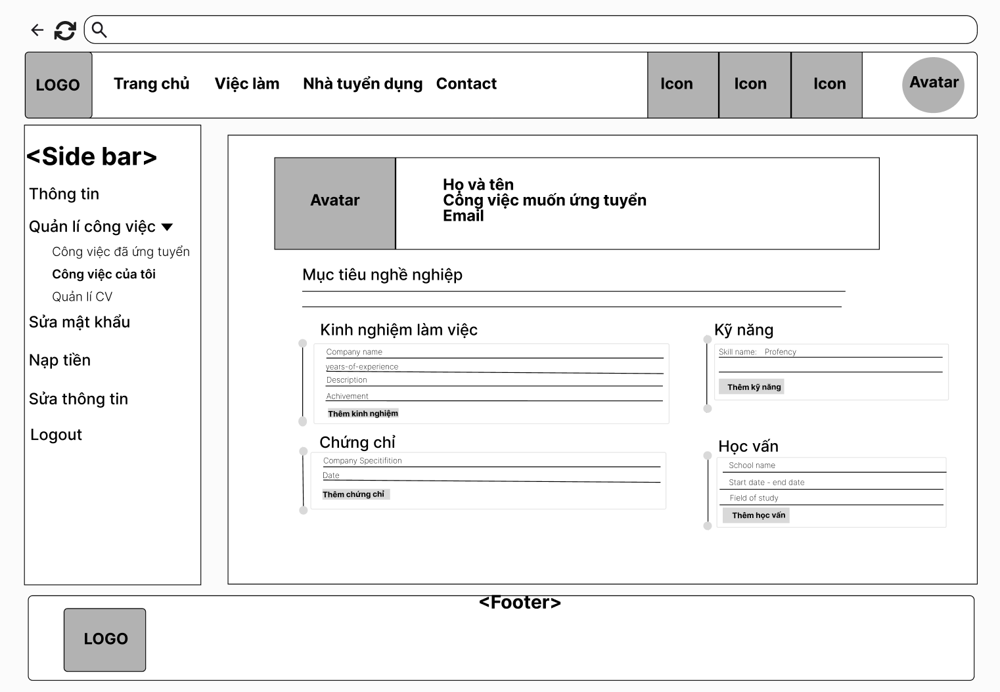 LOGO
Trang chủ
Việc làm
Nhà tuyển dụng
Contact
Icon
Icon
Icon
Avatar
<Side bar>
Thông tin
Quản lí công việc
Công việc đã ứng tuyển
Công việc của tôi
Quản lí CV
Sửa mật khẩu
Nạp tiền
Sửa thông tin
Logout
Avatar
Họ và tên
Công việc muốn ứng tuyển
Email
Mục tiêu nghề nghiệp
Kinh nghiệm làm việc
Company name
years-of-experience
Description
Achivement
Thêm kinh nghiệm
Kỹ năng
Skill name: Profency
Thêm kỹ năng
Chứng chỉ
Company Specitifition
Date
Thêm chứng chỉ
Học vấn
School name
Start date - end date
Field of study
Thêm học vấn
<Footer>
LOGO